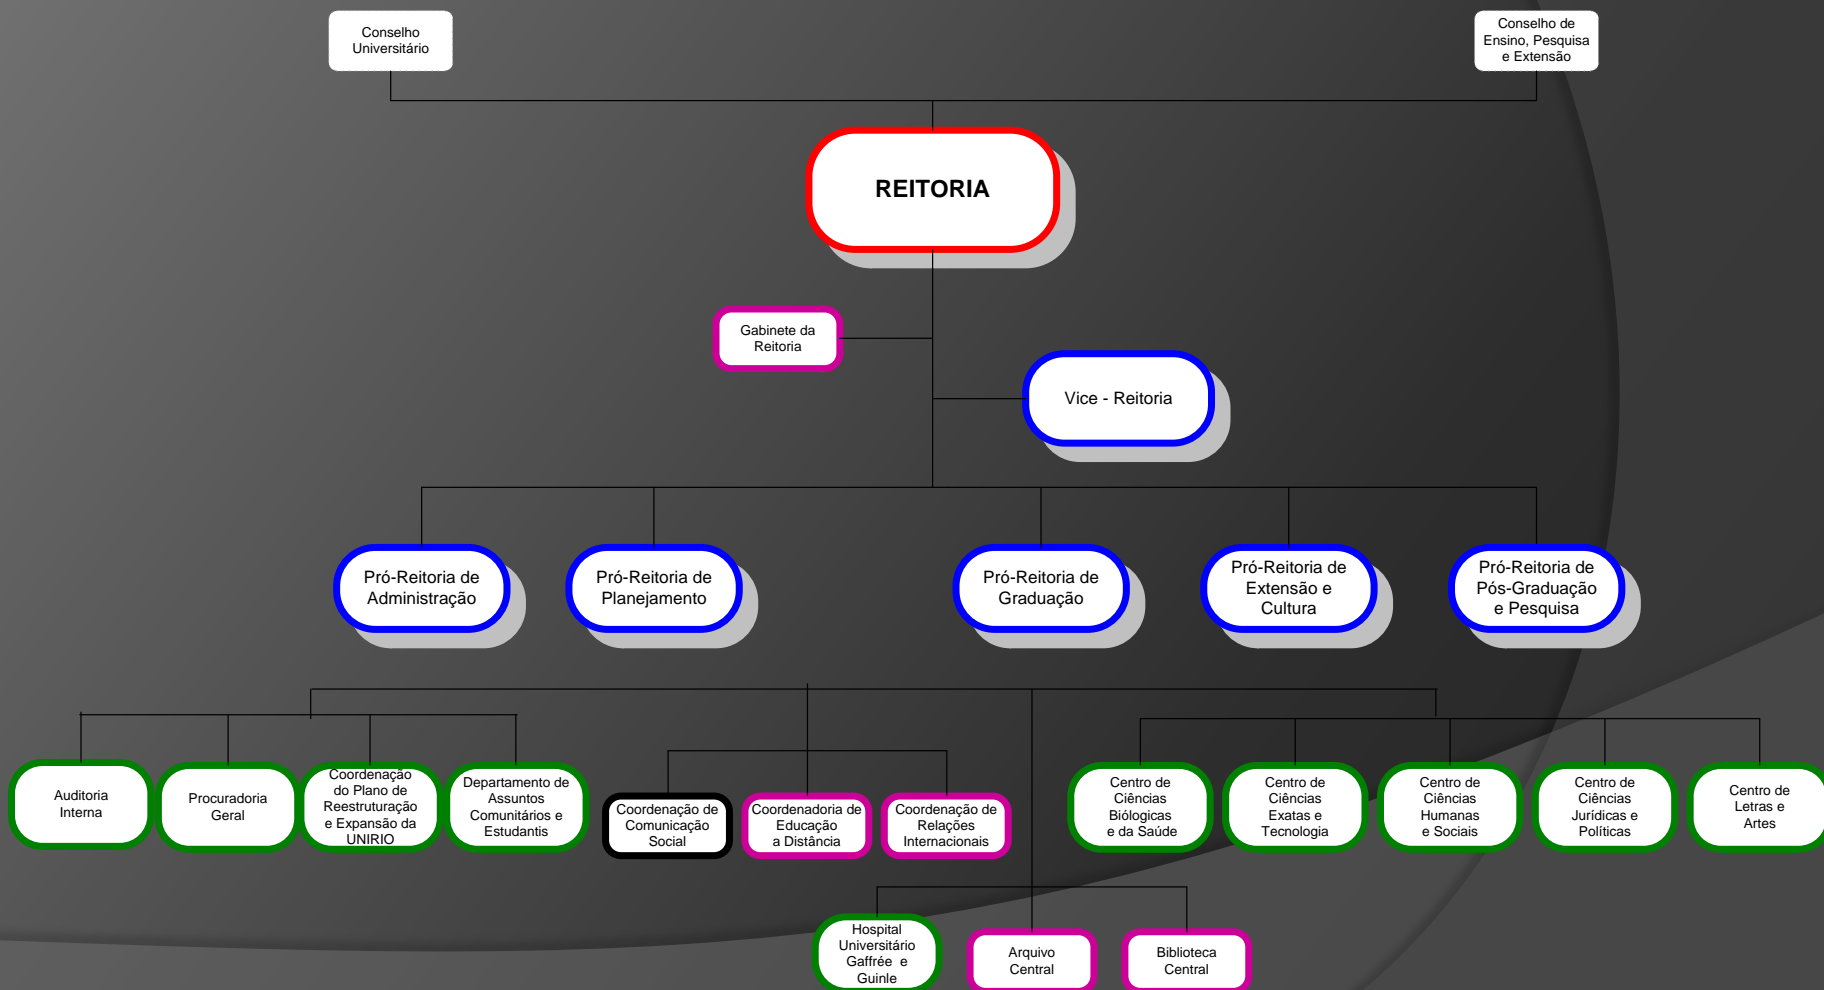 Conselho
Universitário
Conselho de
Ensino, Pesquisa
e Extensão
REITORIA
Gabinete da
Reitoria
Vice - Reitoria
Pró-Reitoria de
Administração
Pró-Reitoria de
Planejamento
Pró-Reitoria de
Graduação
Pró-Reitoria de
Extensão e
Cultura
Pró-Reitoria de
Pós-Graduação
e Pesquisa
Auditoria
Interna
Procuradoria
Geral
Coordenação
do Plano de
Reestruturação
e Expansão da
UNIRIO
Departamento de
Assuntos
Comunitários e
Estudantis
Coordenação de
Comunicação
Social
Coordenadoria de
Educação
a Distância
Coordenação de
Relações
Internacionais
Centro de
Ciências
Biólogicas
e da Saúde
Centro de
Ciências
Exatas e
Tecnologia
Centro de
Ciências
Humanas
e Sociais
Centro de
Ciências
Jurídicas e
Políticas
Centro de
Letras e
Artes
Hospital
Universitário
Gaffrée e
Guinle
Arquivo
Central
Biblioteca
Central